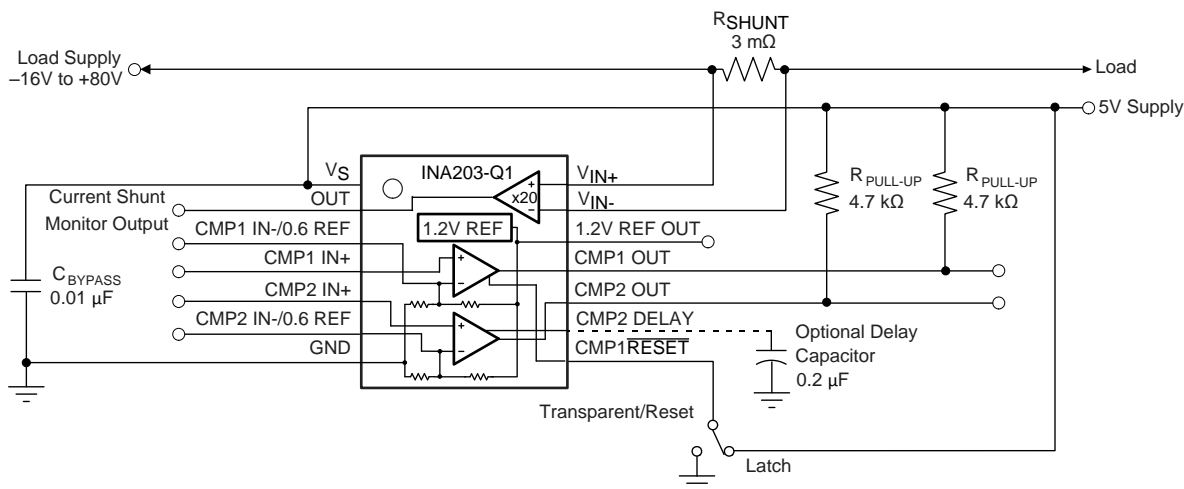 RSHUNT
3 mΩ
Load Supply
–16V to +80V
Load
5V Supply
VS
INA203-Q1
VIN+
RPULL-UP
4.7 kΩ
RPULL-UP
4.7 kΩ
Current Shunt
Monitor Output
OUT
+
x20
−
VIN-
CMP1 IN-/0.6 REF
1.2V REF
1.2V REF OUT
CMP1 IN+
+
−
CMP1 OUT
CBYPASS
0.01 µF
CMP2 IN+
CMP2 OUT
CMP2 IN-/0.6 REF
+
−
CMP2 DELAY
Optional Delay
Capacitor
0.2 µF
GND
CMP1 RESET
Transparent/Reset
Latch